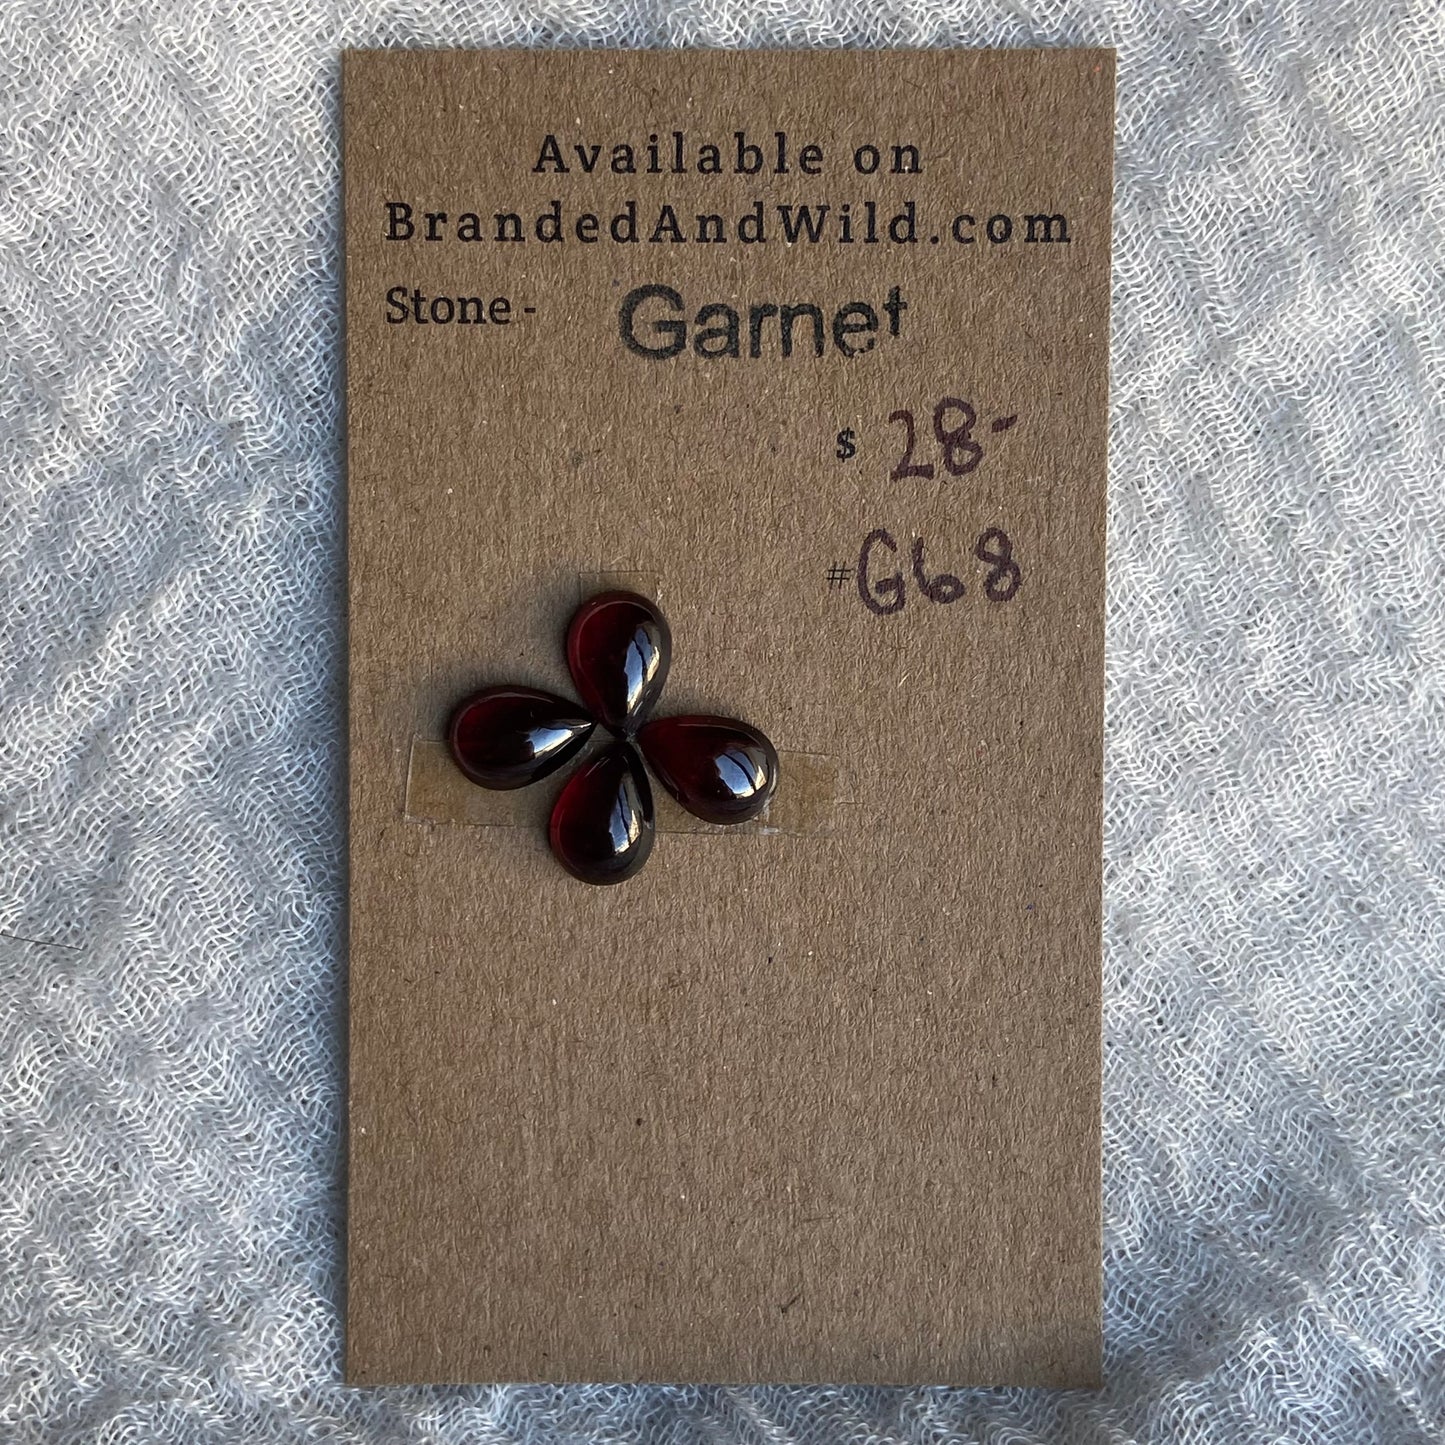 Available on
BrandedAndWild.com
Stone - Garnet
$ 28-
#G68